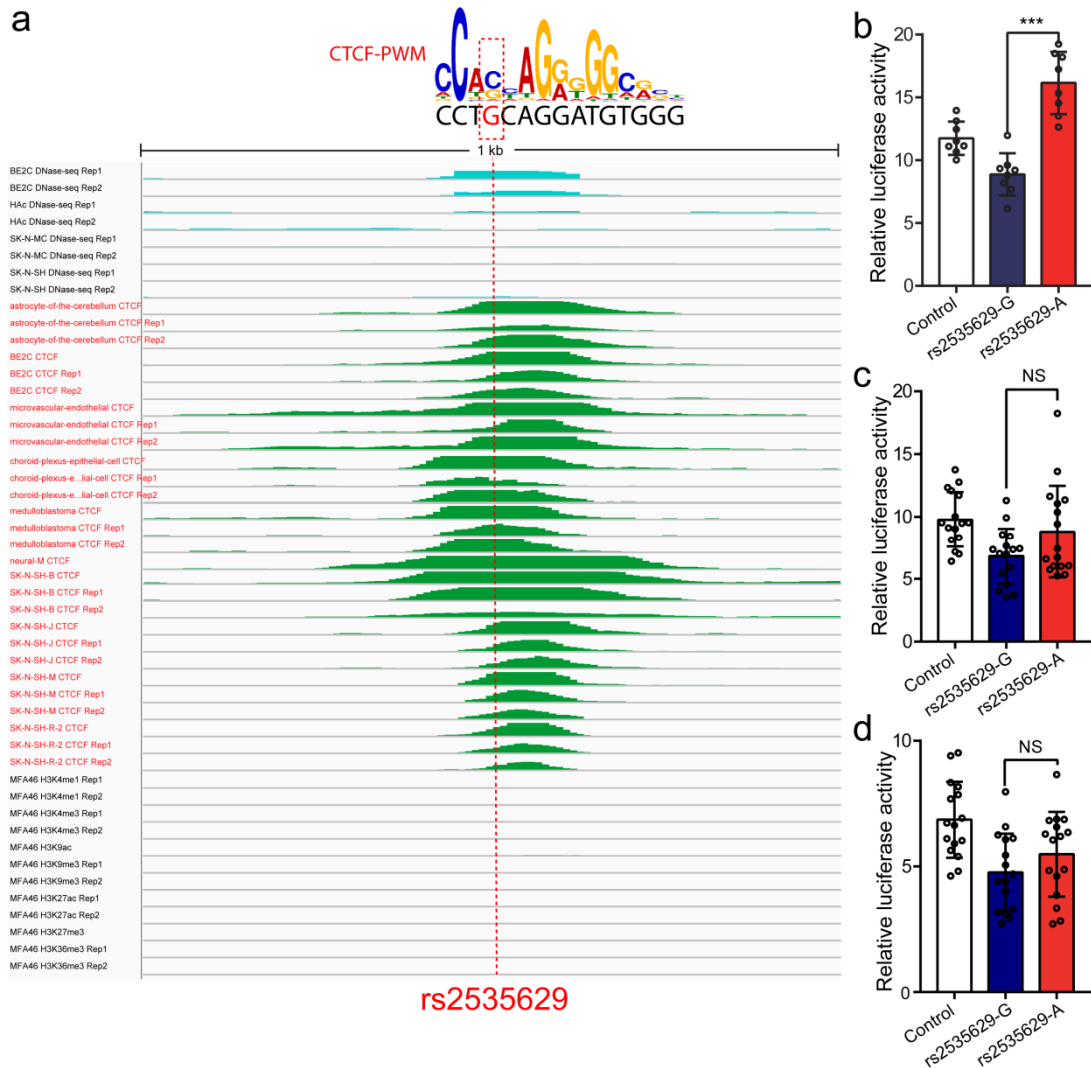 a
CTCF-PWM
CCTGCAGGATGTGGG
1 kb
BE2C DNase-seq Rep1
BE2C DNase-seq Rep2
HAc DNase-seq Rep1
HAc DNase-seq Rep2
SK-N-MC DNase-seq Rep1
SK-N-MC DNase-seq Rep2
SK-N-SH DNase-seq Rep1
SK-N-SH DNase-seq Rep2
astrocyte-of-the-cerebellum CTCF
astrocyte-of-the-cerebellum CTCF Rep1
astrocyte-of-the-cerebellum CTCF Rep2
BE2C CTCF
BE2C CTCF Rep1
BE2C CTCF Rep2
microvascular-endothelial CTCF
microvascular-endothelial CTCF Rep1
microvascular-endothelial CTCF Rep2
choroid-plexus-epithelial-cell CTCF
choroid-plexus-e...lial-cell CTCF Rep1
choroid-plexus-e...lial-cell CTCF Rep2
medulloblastoma CTCF
medulloblastoma CTCF Rep1
medulloblastoma CTCF Rep2
neural-M CTCF
SK-N-SH-B CTCF
SK-N-SH-B CTCF Rep1
SK-N-SH-B CTCF Rep2
SK-N-SH-J CTCF
SK-N-SH-J CTCF Rep1
SK-N-SH-J CTCF Rep2
SK-N-SH-M CTCF
SK-N-SH-M CTCF Rep1
SK-N-SH-M CTCF Rep2
SK-N-SH-R-2 CTCF
SK-N-SH-R-2 CTCF Rep1
SK-N-SH-R-2 CTCF Rep2
MFA46 H3K4me1 Rep1
MFA46 H3K4me1 Rep2
MFA46 H3K4me3 Rep1
MFA46 H3K4me3 Rep2
MFA46 H3K9ac
MFA46 H3K9me3 Rep1
MFA46 H3K9me3 Rep2
MFA46 H3K27ac Rep1
MFA46 H3K27ac Rep2
MFA46 H3K27me3
MFA46 H3K36me3 Rep1
MFA46 H3K36me3 Rep2
rs2535629
b
Relative luciferase activity
20
15
10
5
0
***
Control
rs2535629-G
rs2535629-A
c
Relative luciferase activity
20
15
10
5
0
NS
Control
rs2535629-G
rs2535629-A
d
Relative luciferase activity
10
5
0
NS
Control
rs2535629-G
rs2535629-A